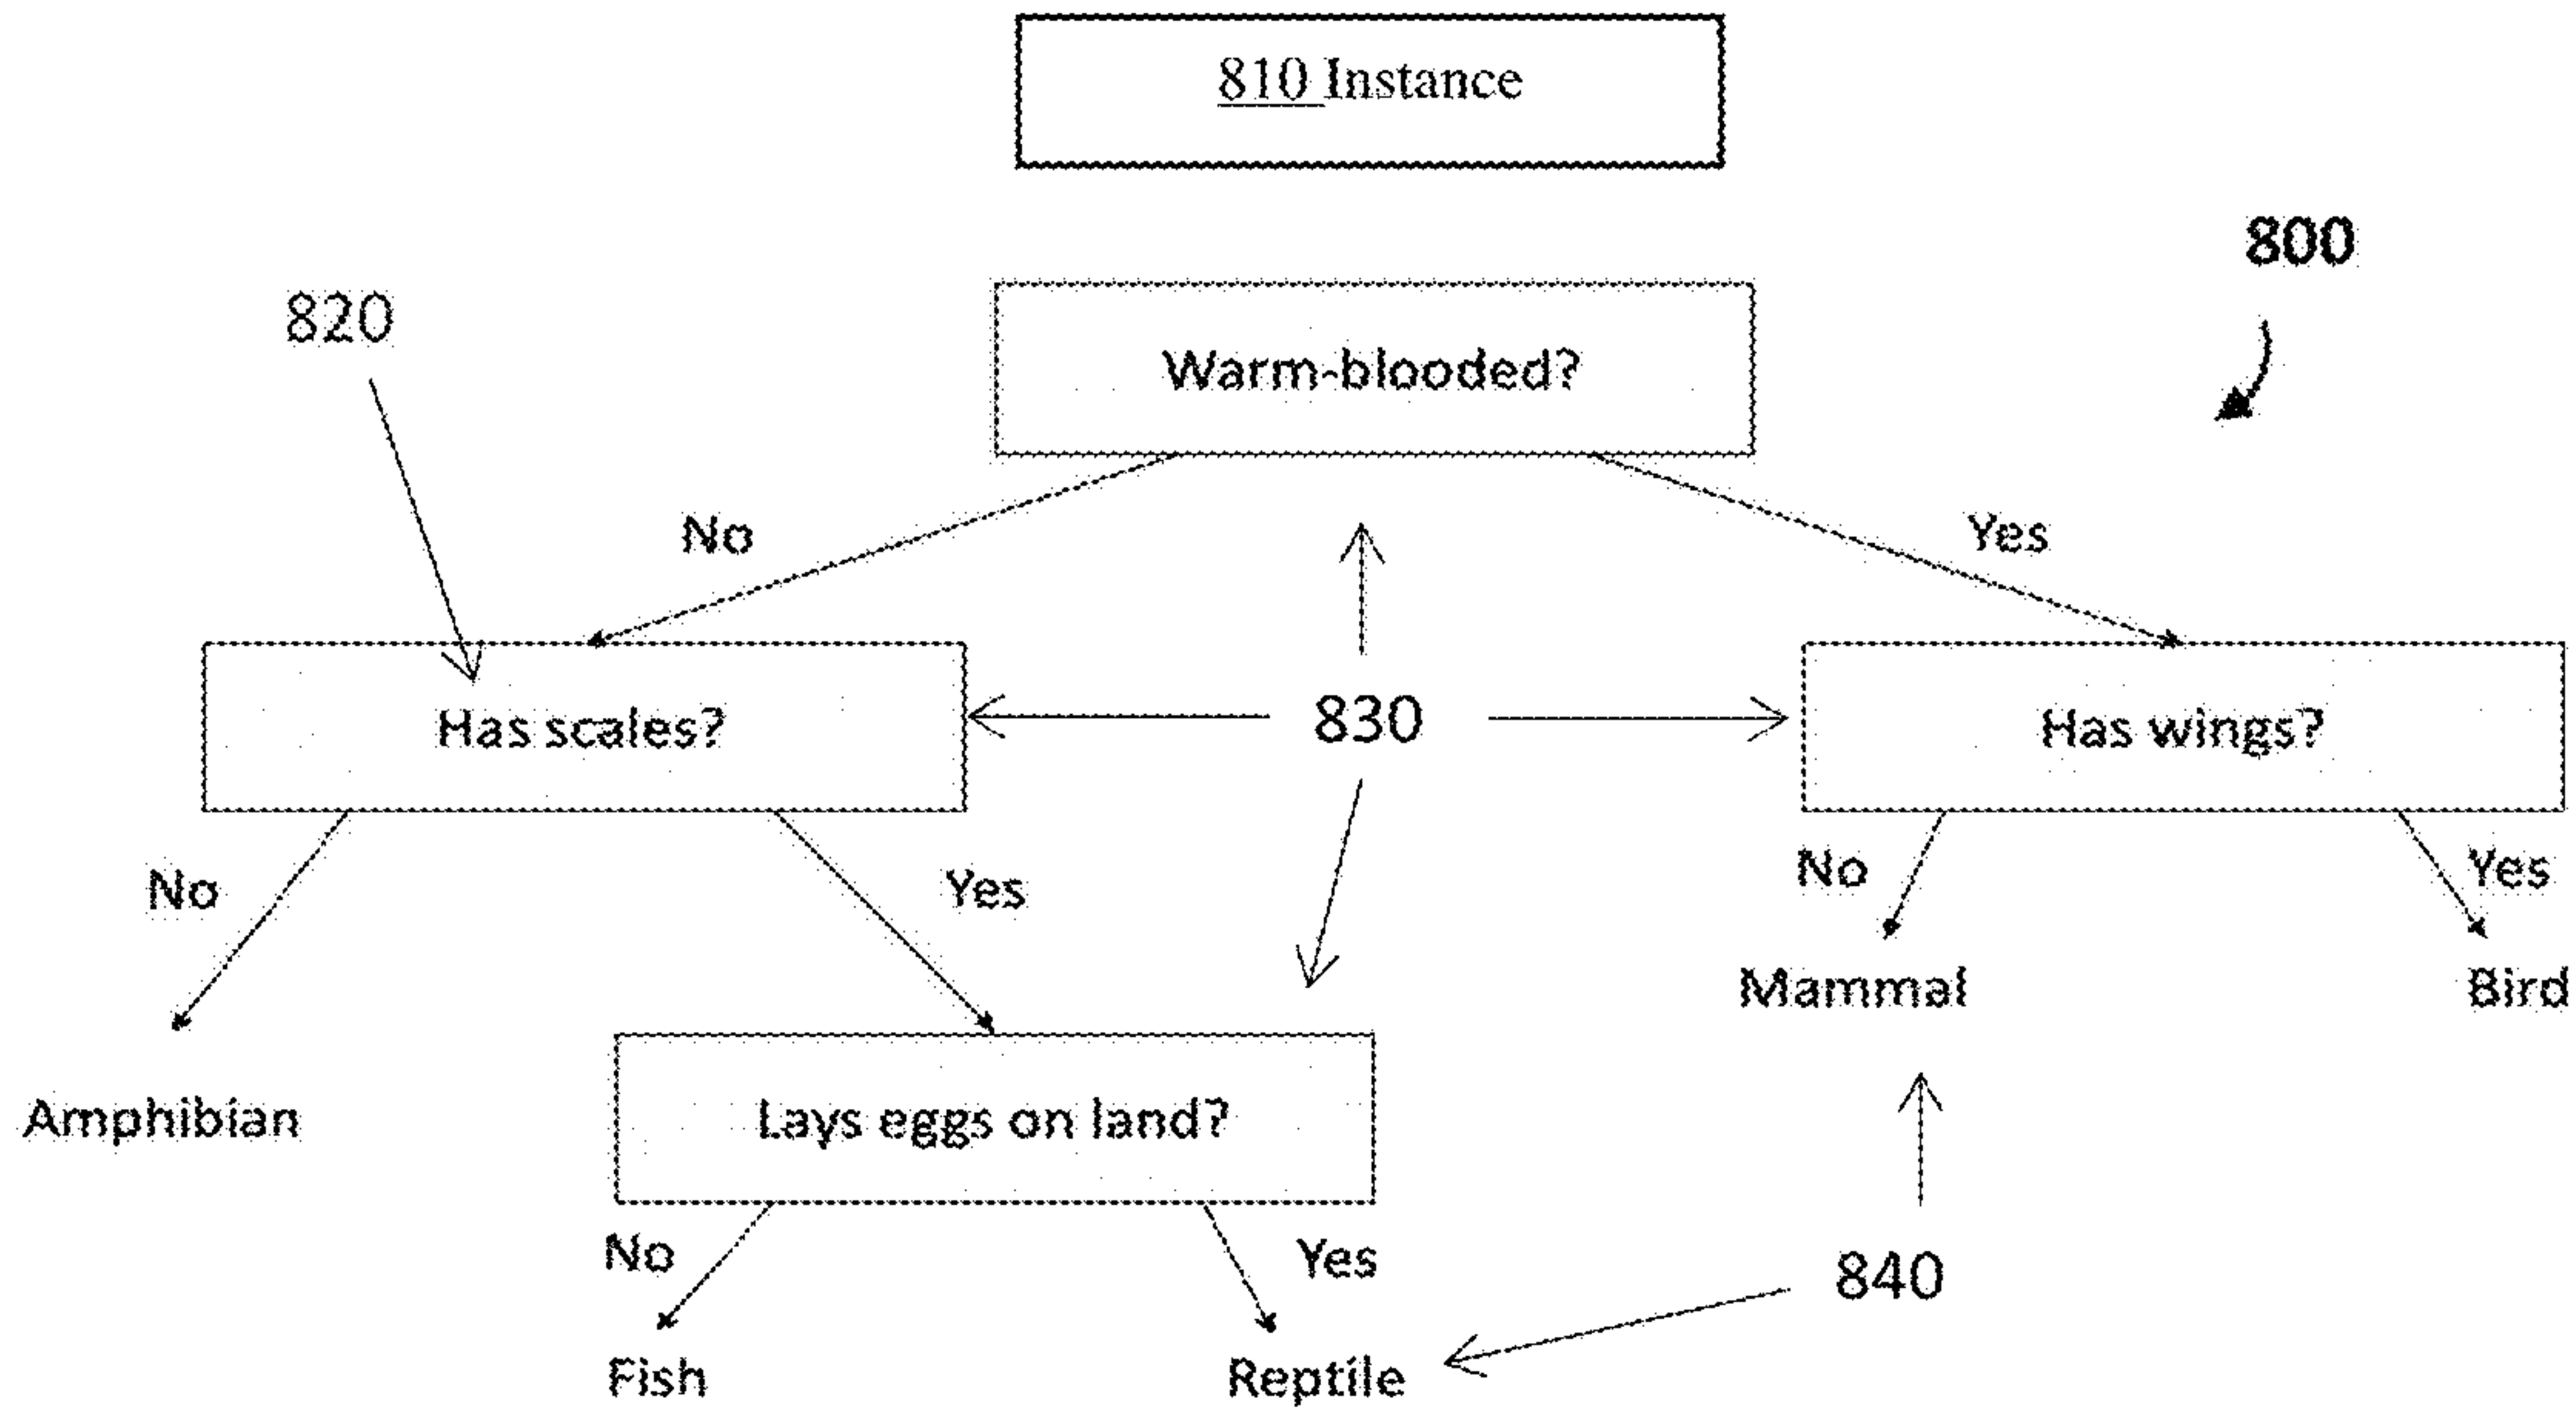 810 Instance
800
820
Warm-blooded?
No
Yes
Has scales?
830
Has wings?
No
Yes
No
Yes
Mammal
Bird
Amphibian
Lays eggs on land?
No
Yes
840
Fish
Reptile